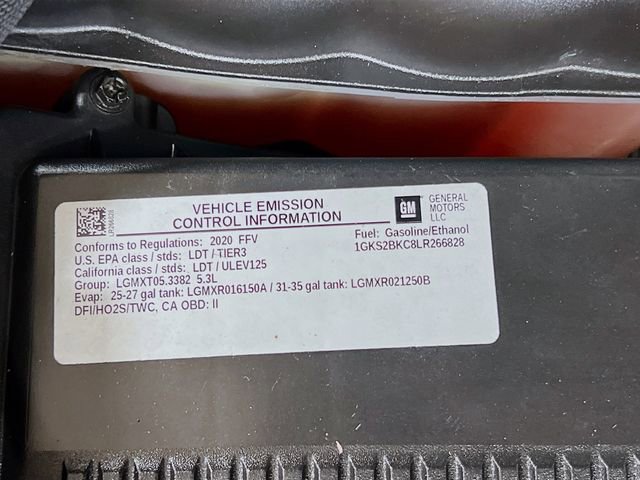 VEHICLE EMISSION
CONTROL INFORMATION
GM
GENERAL
MOTORS
LLC
Conforms to Regulations: 2020 FFV
U.S. EPA class / stds: LDT / TIER3
California class / stds: LDT / ULEV125
Group: LGMXT05.3382 5.3L
Evap: 25-27 gal tank: LGMXR016150A / 31-35 gal tank: LGMXR021250B
DFI/HO2S/TWC, CA OBD: II
Fuel: Gasoline/Ethanol
1GKS2BKC8LR266828